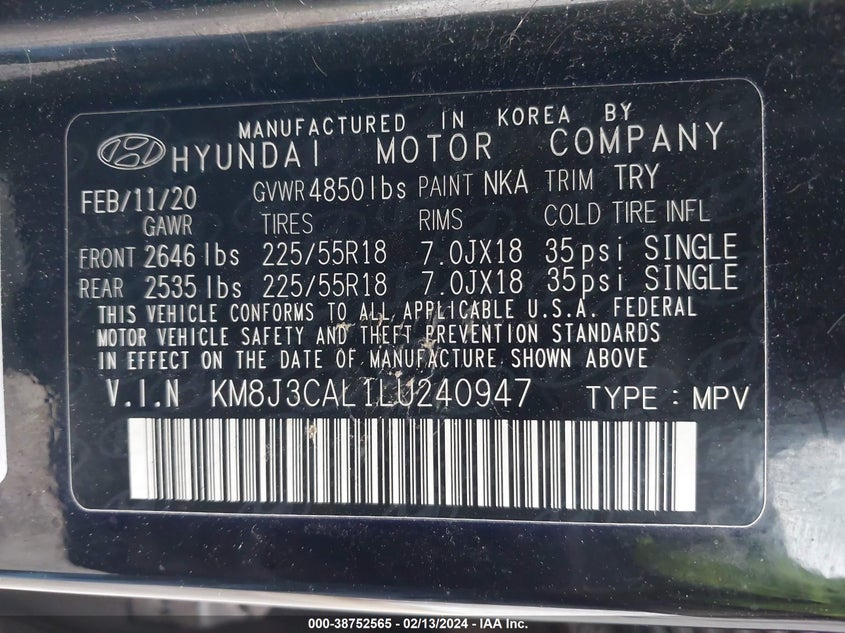 MANUFACTURED IN KOREA BY
HYUNDAI MOTOR COMPANY
FEB/11/20 GVWR 4850lbs PAINT NKA TRIM TRY
GAWR TIRES RIMS COLD TIRE INFL
FRONT 2646 lbs 225/55R18 7.0JX18 35psi SINGLE
REAR 2535 lbs 225/55R18 7.0JX18 35psi SINGLE
THIS VEHICLE CONFORMS TO ALL APPLICABLE U.S.A. FEDERAL
MOTOR VEHICLE SAFETY AND THEFT PREVENTION STANDARDS
IN EFFECT ON THE DATE OF MANUFACTURE SHOWN ABOVE
V.I.N KM8J3CAL1LU240947 TYPE : MPV
000-38752565 - 02/13/2024 - IAA Inc.